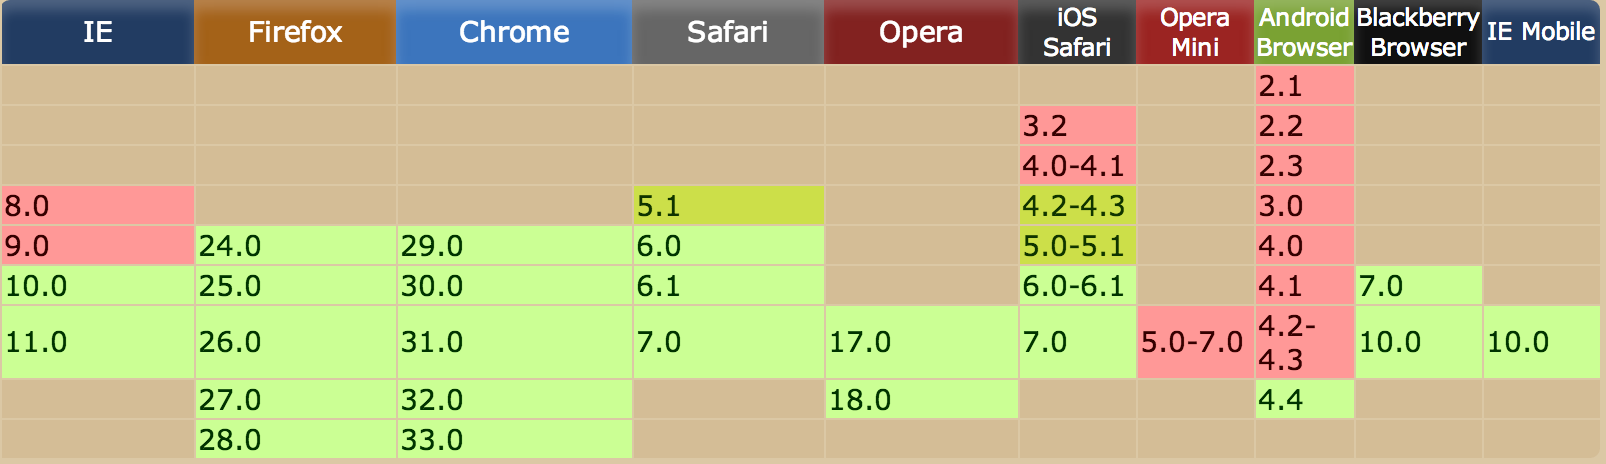 IE Firefox Chrome Safari Opera iOS Safari Opera Mini Android Browser Blackberry Browser IE Mobile
2.1
3.2 2.2
4.0-4.1 2.3
8.0 5.1 4.2-4.3 3.0
9.0 24.0 29.0 6.0 5.0-5.1 4.0
10.0 25.0 30.0 6.1 6.0-6.1 4.1 7.0
11.0 26.0 31.0 7.0 17.0 7.0 5.0-7.0 4.2-4.3 10.0 10.0
27.0 32.0 18.0 4.4
28.0 33.0